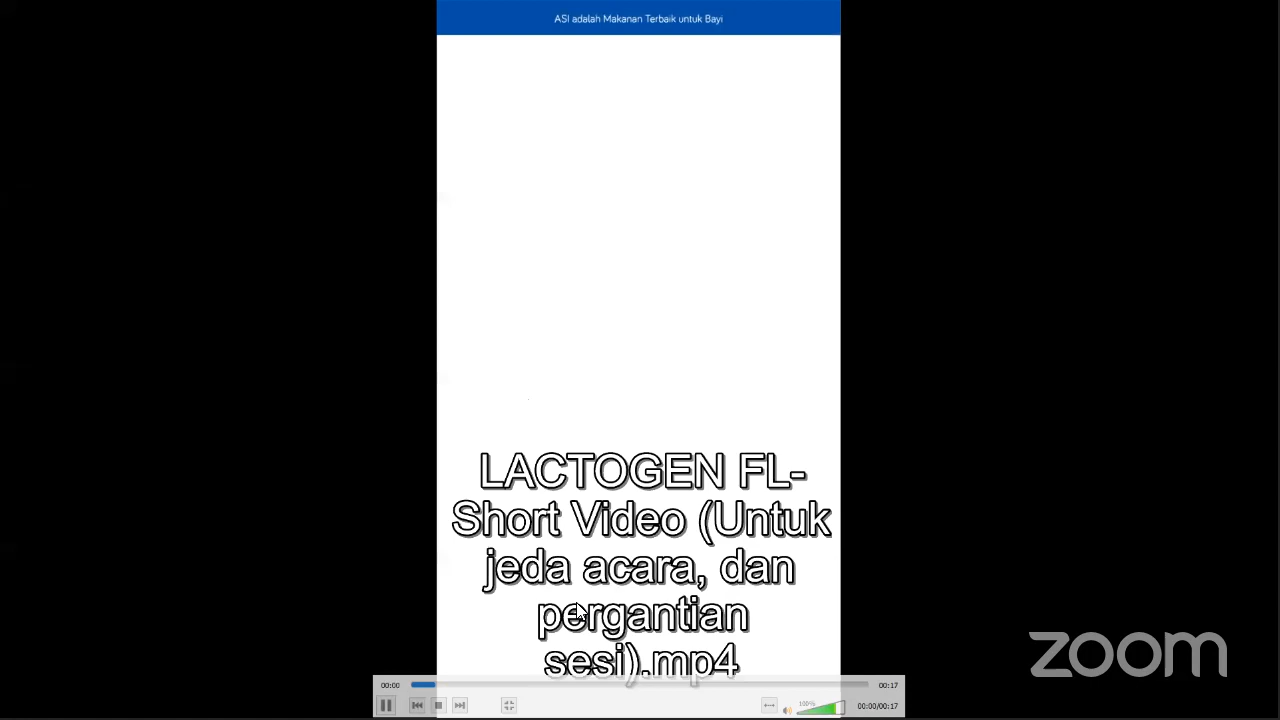 ASI adalah Makanan Terbaik untuk Bayi
LACTOGEN FL-
Short Video (Untuk
jeda acara, dan
pergantian
sesi).mp4
zoom
00:00
00:17
100%
00:00/00:17